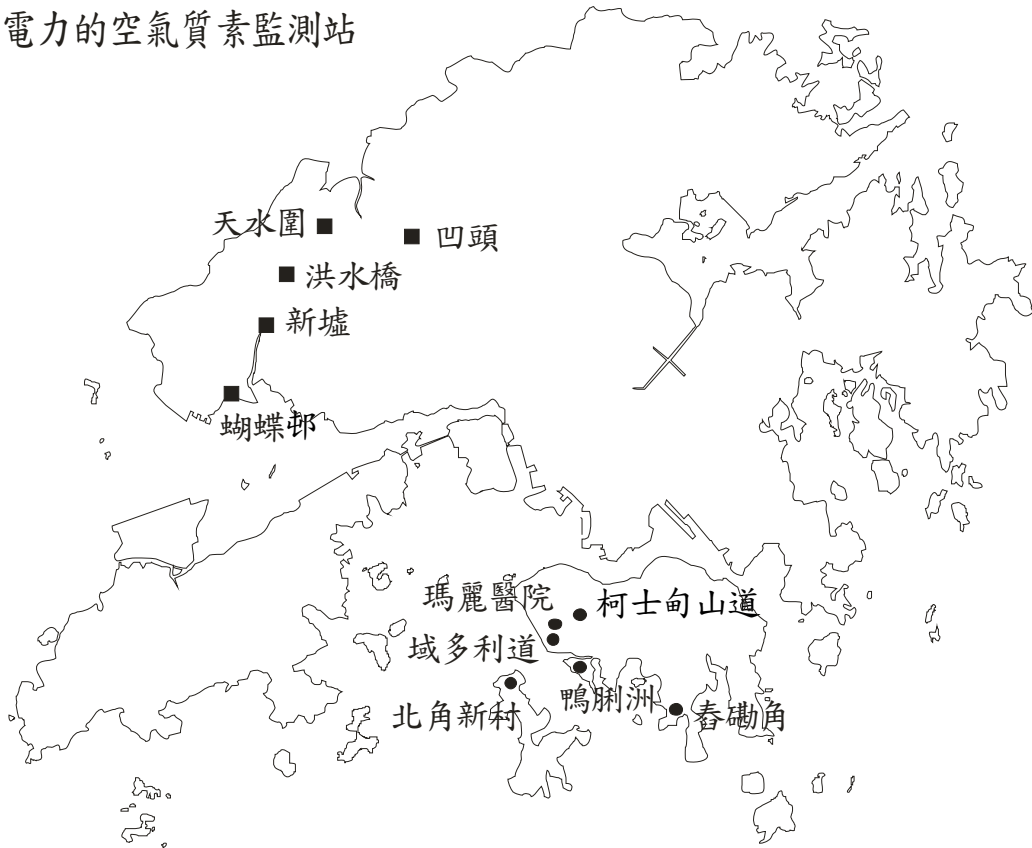 電力的空氣質素監測站
天水圍
凹頭
洪水橋
新墟
蝴蝶邨
瑪麗醫院
柯士甸山道
域多利道
鴨脷洲
北角新村
舂磡角